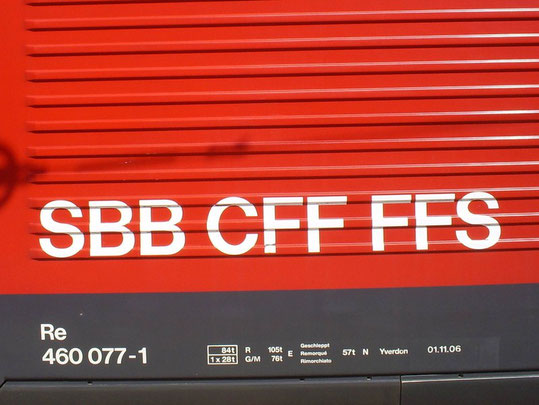 SBB CFF FFS
Re
460 077-1
84t
1 x 28t
R 105t
G/M 76t
E
Geschleppt
Remorqué
Rimorchiato
57t N Yverdon 01.11.06